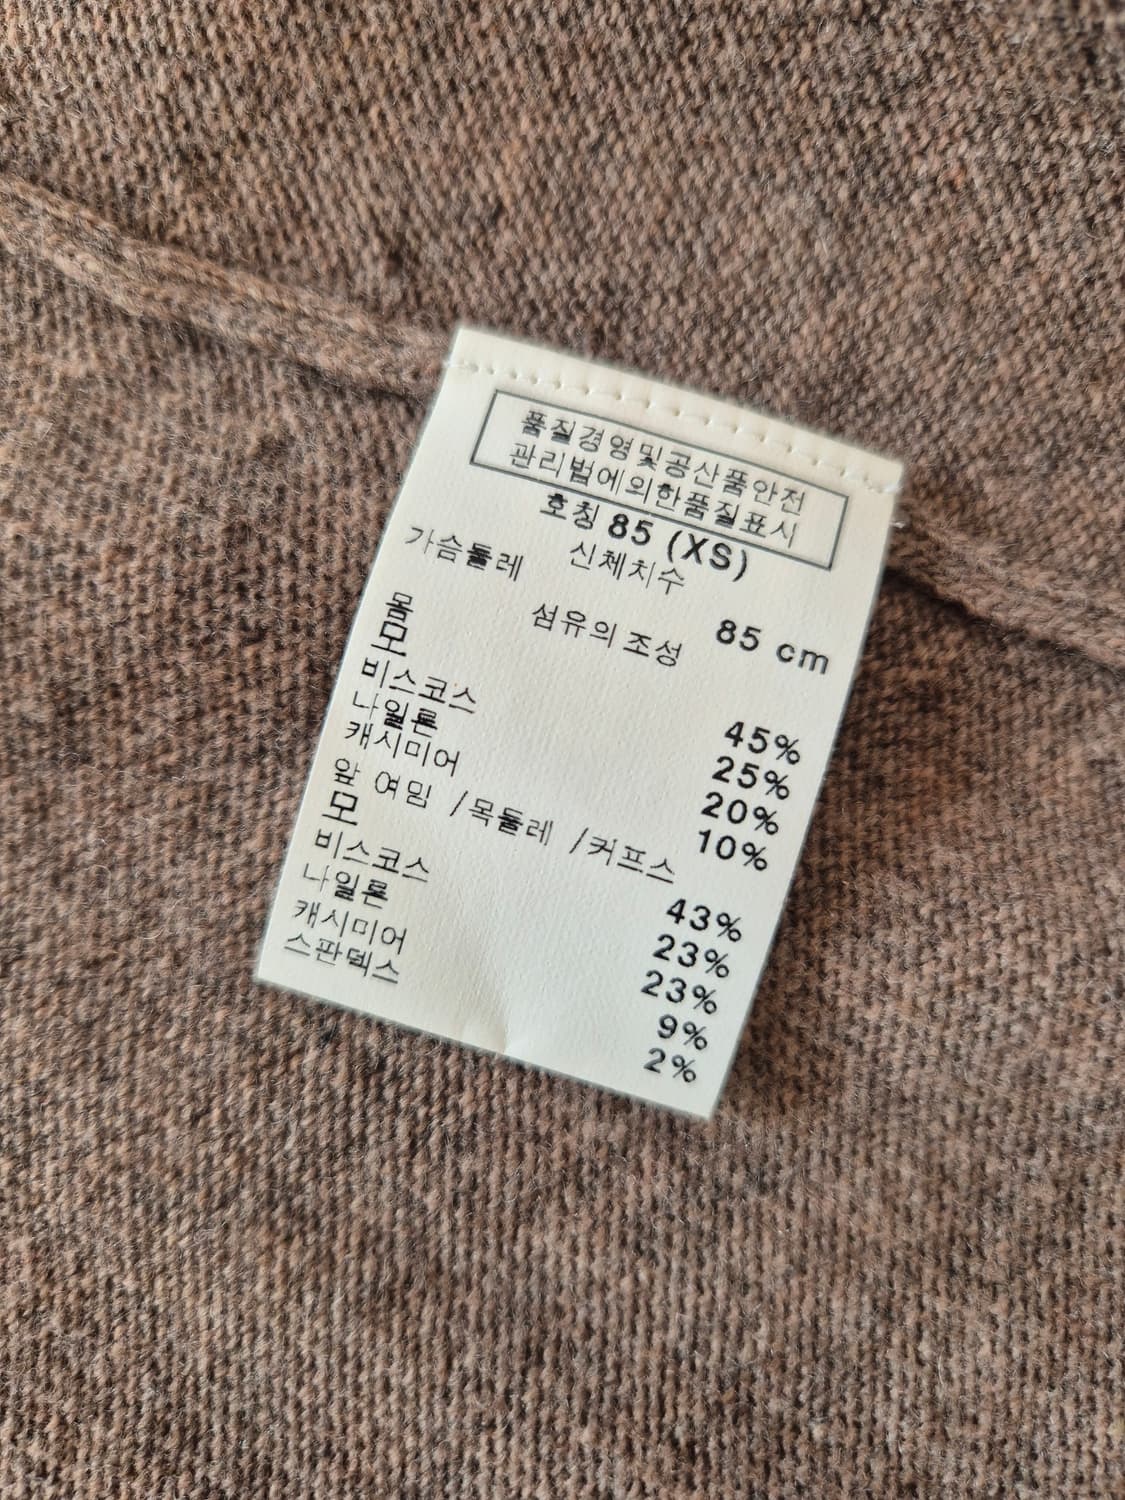 품질경영및공산품안전
관리법에의한품질표시
호칭 85 (XS)
신체치수
가슴둘레 85 cm
섬유의 조성
몸
모 45%
비스코스 25%
나일론 20%
캐시미어 10%
앞 여밈 /목둘레 /커프스
모 43%
비스코스 23%
나일론 23%
캐시미어 9%
스판덱스 2%